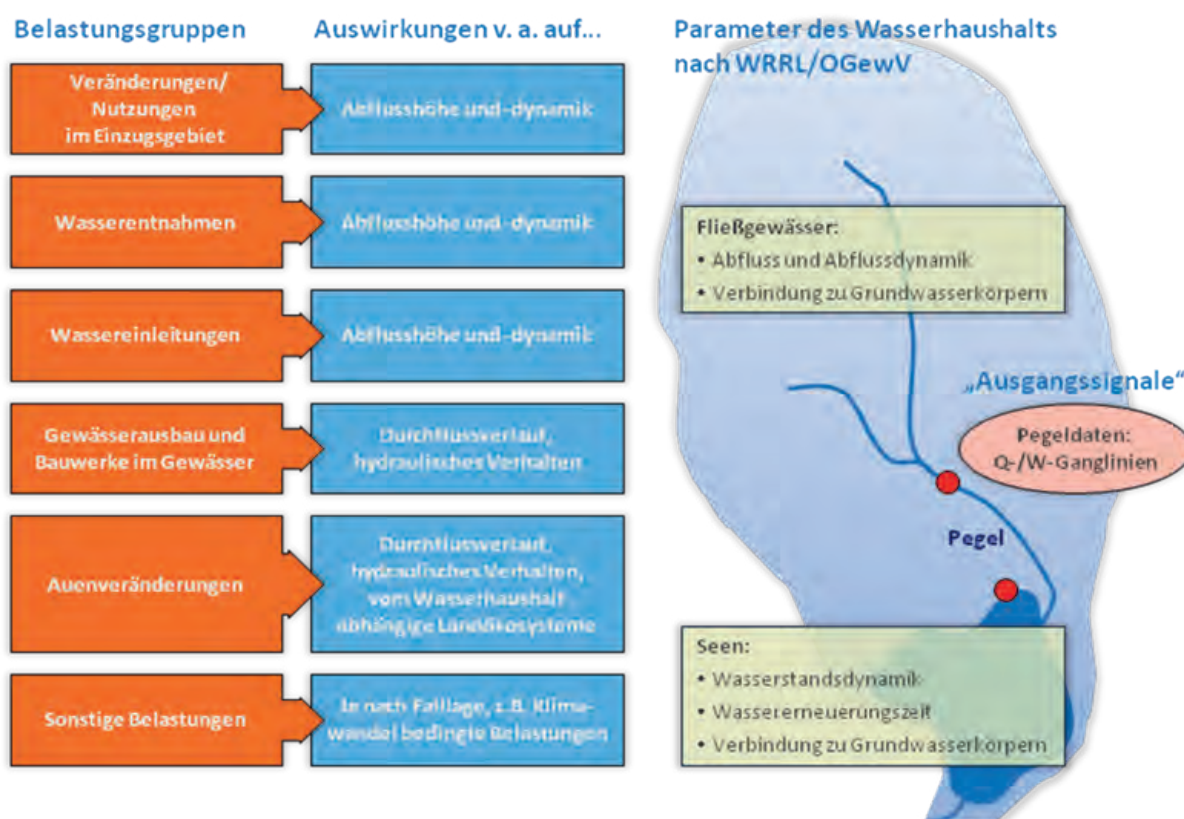 Belastungsgruppen
Auswirkungen v. a. auf...
Veränderungen/
Nutzungen
im Einzugsgebiet
Abflusshöhe und -dynamik
Wasserentnahmen
Abflusshöhe und -dynamik
Wassereinleitungen
Abflusshöhe und -dynamik
Gewässerausbau und
Bauwerke im Gewässer
Durchflussverlauf,
hydraulisches Verhalten
Auenveränderungen
Durchflussverlauf,
hydraulisches Verhalten,
vom Wasserhaushalt
abhängige Landökosysteme
Sonstige Belastungen
Je nach Falllage, z.B. Klima-
wandel bedingte Belastungen
Parameter des Wasserhaushalts
nach WRRL/OGewV
Fließgewässer:
• Abfluss und Abflussdynamik
• Verbindung zu Grundwasserkörpern
„Ausgangssignale“
Pegeldaten:
Q-/W-Ganglinien
Pegel
Seen:
• Wasserstandsdynamik
• Wassererneuerungszeit
• Verbindung zu Grundwasserkörpern